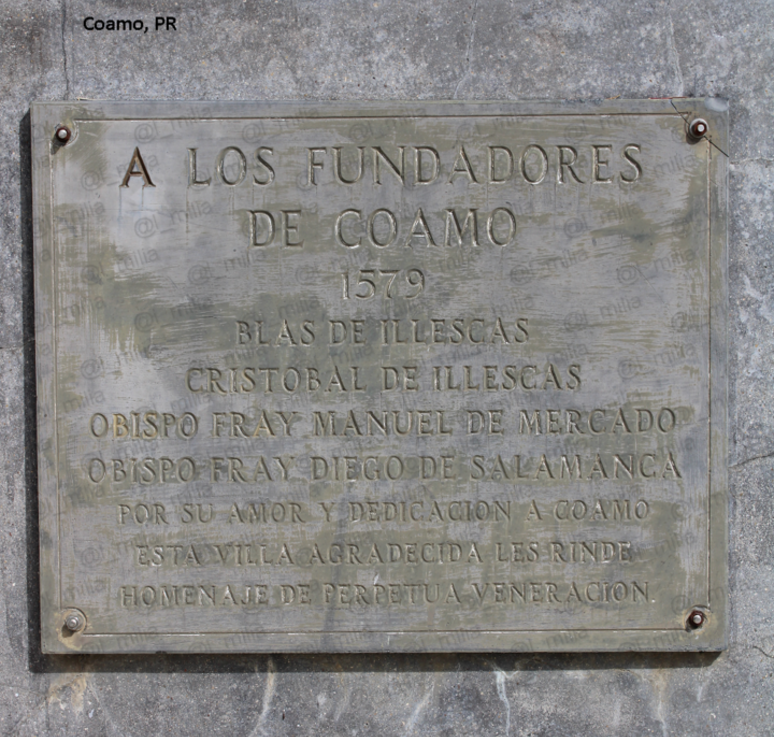 Coamo, PR
A LOS FUNDADORES
DE COAMO
1579
BLAS DE ILLESCAS
CRISTOBAL DE ILLESCAS
OBISPO FRAY MANUEL DE MERCADO
OBISPO FRAY DIEGO DE SALAMANCA
POR SU AMOR Y DEDICACION A COAMO
ESTA VILLA AGRADECIDA LES RINDE
HOMENAJE DE PERPETUA VENERACION.